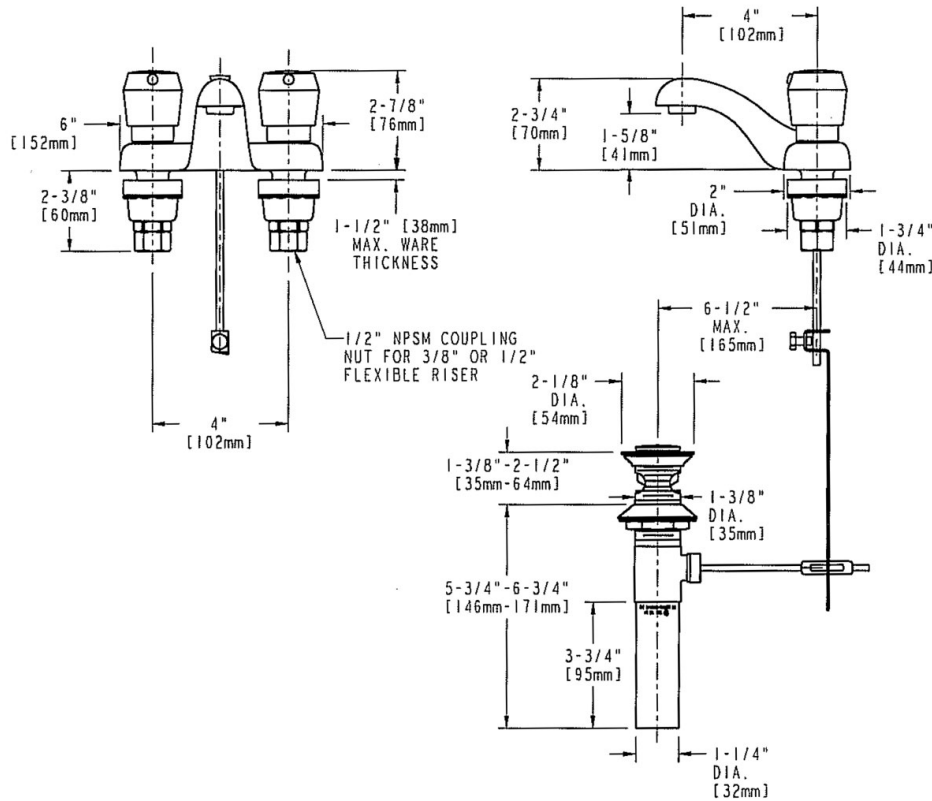 4"
[102mm]
2-7/8"
[76mm]
6"
[152mm]
2-3/8"
[60mm]
1-1/2" [38mm]
MAX. WARE
THICKNESS
1/2" NPSM COUPLING
NUT FOR 3/8" OR 1/2"
FLEXIBLE RISER
4"
[102mm]
2-3/4"
[70mm]
1-5/8"
[41mm]
2"
DIA.
[51mm]
1-3/4"
DIA.
[44mm]
6-1/2"
MAX.
[165mm]
2-1/8"
DIA.
[54mm]
1-3/8"-2-1/2"
[35mm-64mm]
1-3/8"
DIA.
[35mm]
5-3/4"-6-3/4"
[146mm-171mm]
3-3/4"
[95mm]
1-1/4"
DIA.
[32mm]